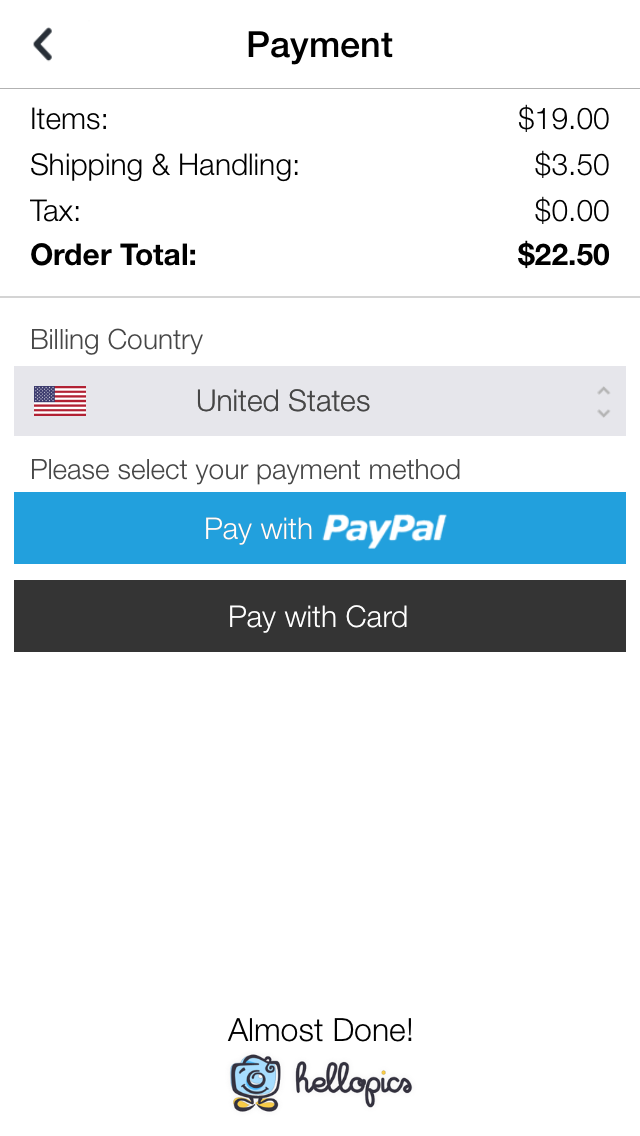 Payment
Items: $19.00
Shipping & Handling: $3.50
Tax: $0.00
Order Total: $22.50
Billing Country
United States
Please select your payment method
Pay with PayPal
Pay with Card
Almost Done!
hellopics